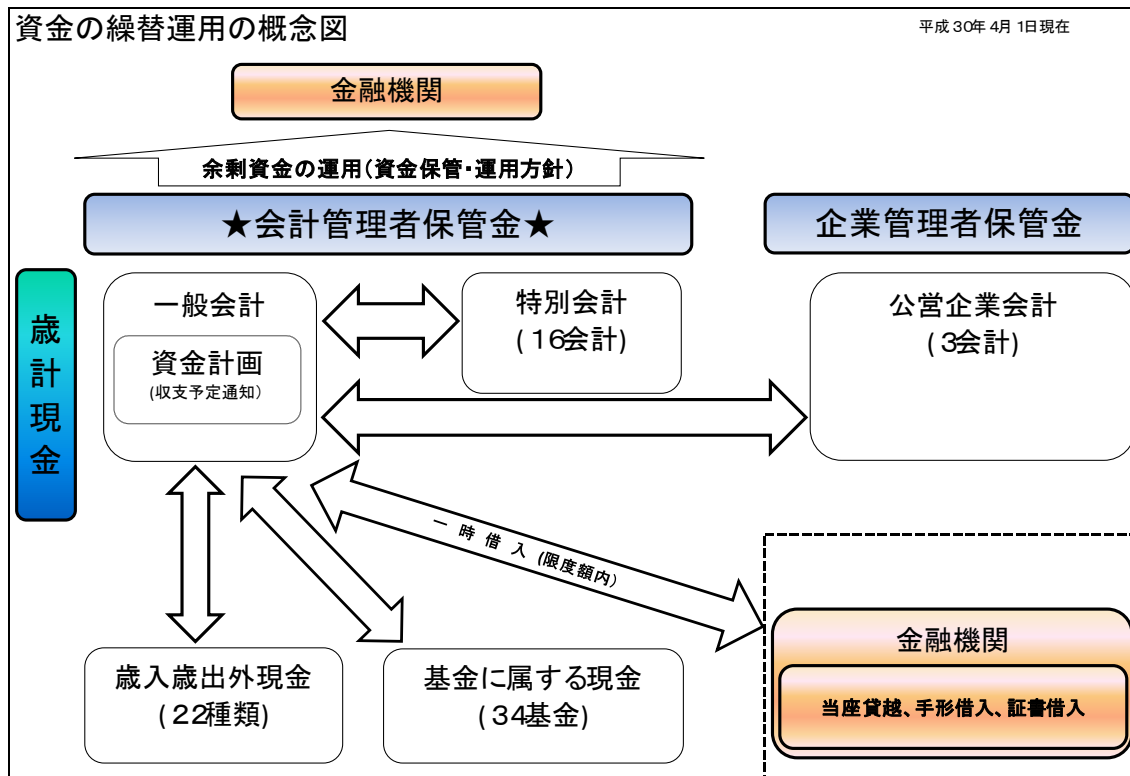 資金の繰替運用の概念図
平成30年4月1日現在
金融機関
余剰資金の運用(資金保管・運用方針)
★会計管理者保管金★
企業管理者保管金
歳計現金
一般会計
資金計画
(収支予定通知)
特別会計
(16会計)
公営企業会計
(3会計)
一時借入(限度額内)
歳入歳出外現金
(22種類)
基金に属する現金
(34基金)
金融機関
当座貸越、手形借入、証書借入